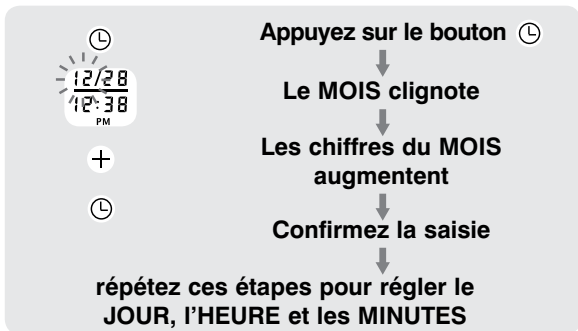 Appuyez sur le bouton
12/28
12:38
PM
Le MOIS clignote
+
Les chiffres du MOIS
augmentent
Confirmez la saisie
répétez ces étapes pour régler le
JOUR, l'HEURE et les MINUTES